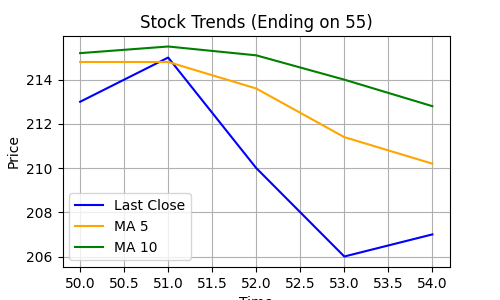 Stock Trends (Ending on 55)
Price
214
212
210
208
206
Last Close
MA 5
MA 10
50.0 50.5 51.0 51.5 52.0 52.5 53.0 53.5 54.0
Time